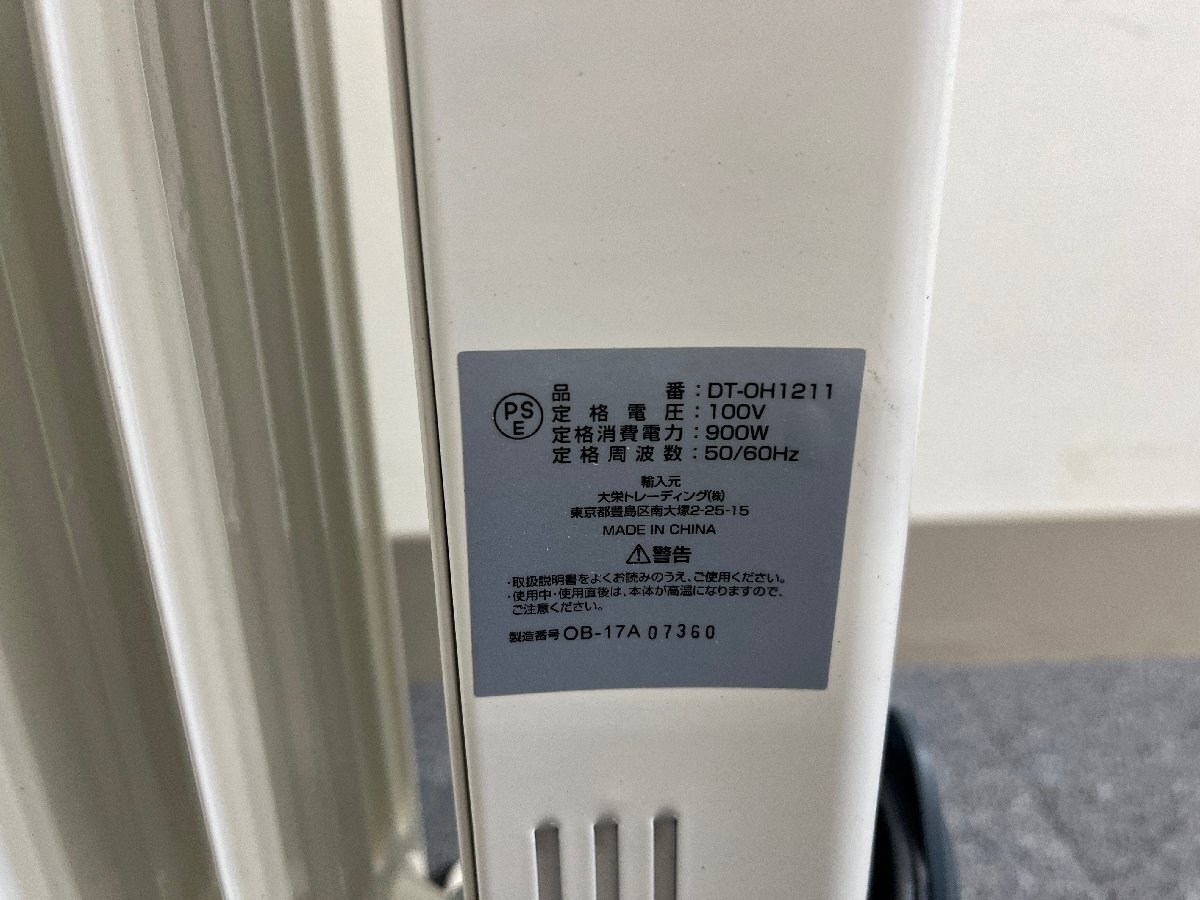 PS
E
品 番 : DT-OH1211
定格電圧 : 100V
定格消費電力 : 900W
定格周波数 : 50/60Hz
輸入元
大栄トレーディング(株)
東京都豊島区南大塚2-25-15
MADE IN CHINA
⚠警告
・取扱説明書をよくお読みのうえ、ご使用ください。
・使用中・使用直後は、本体が高温になりますので、
ご注意ください。
製造番号 OB-17A 07360